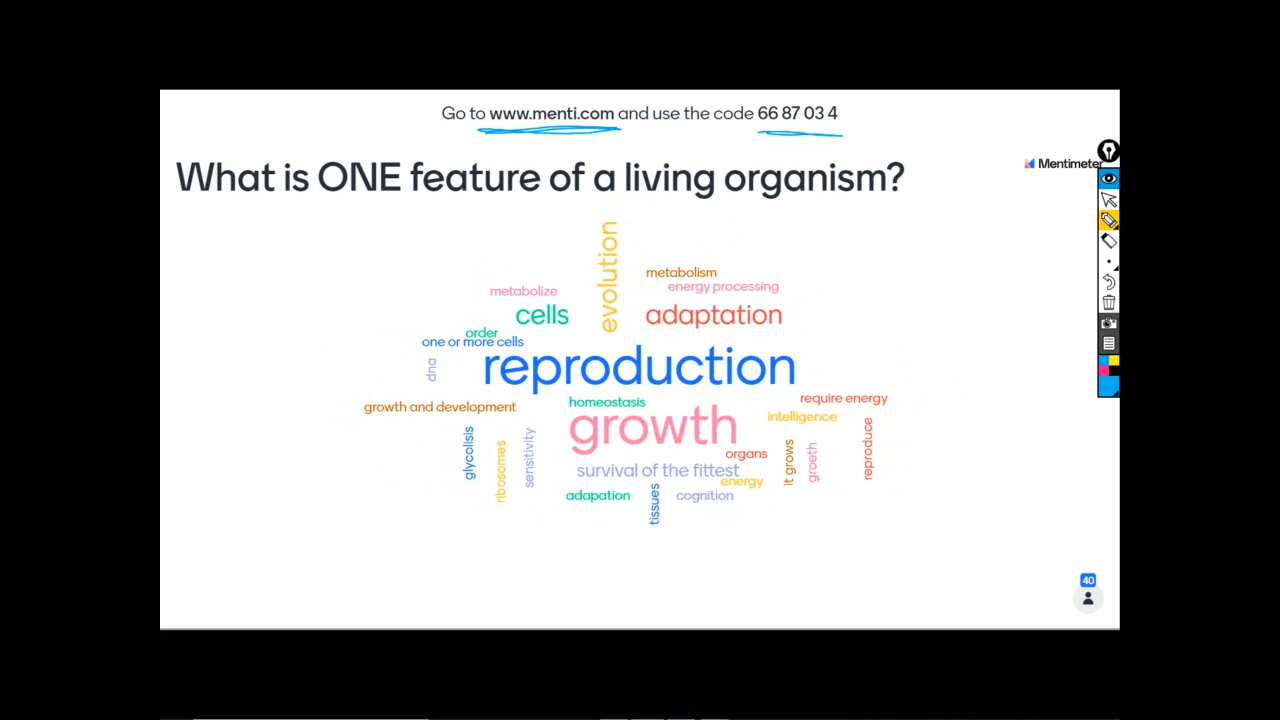 Go to www.menti.com and use the code 66 87 03 4
Mentimeter
What is ONE feature of a living organism?
evolution
metabolism
energy processing
metabolize
cells
adaptation
order
one or more cells
dna
reproduction
require energy
growth and development
homeostasis
growth
intelligence
glycolisis
ribosomes
sensitivity
organs
it grows
groeth
reproduce
survival of the fittest
energy
adapation
tissues
cognition
40